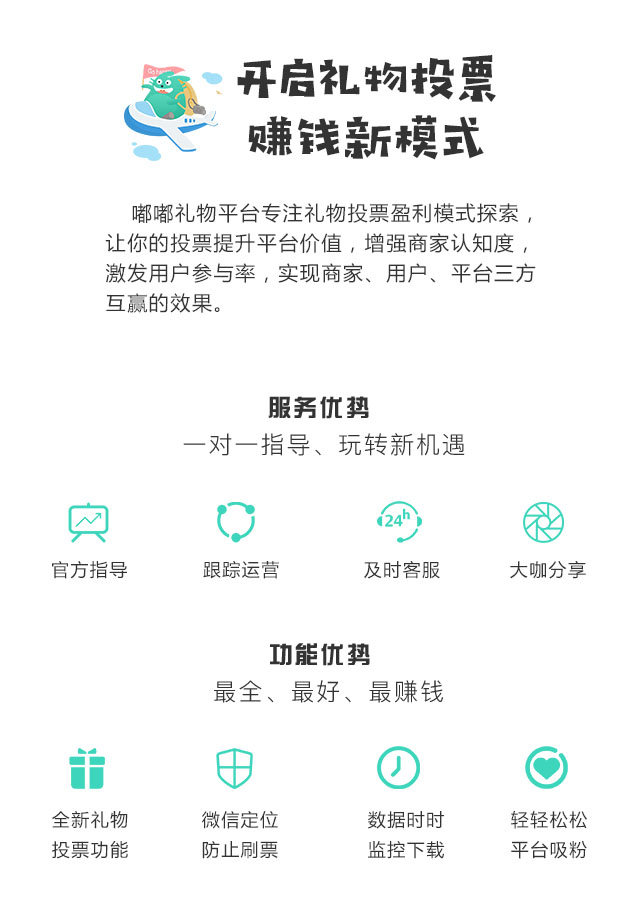 开启礼物投票
赚钱新模式
嘟嘟礼物平台专注礼物投票盈利模式探索，
让你的投票提升平台价值，增强商家认知度，
激发用户参与率，实现商家、用户、平台三方
互赢的效果。
服务优势
一对一指导、玩转新机遇
24h
官方指导
跟踪运营
及时客服
大咖分享
功能优势
最全、最好、最赚钱
全新礼物
投票功能
微信定位
防止刷票
数据时时
监控下载
轻轻松松
平台吸粉